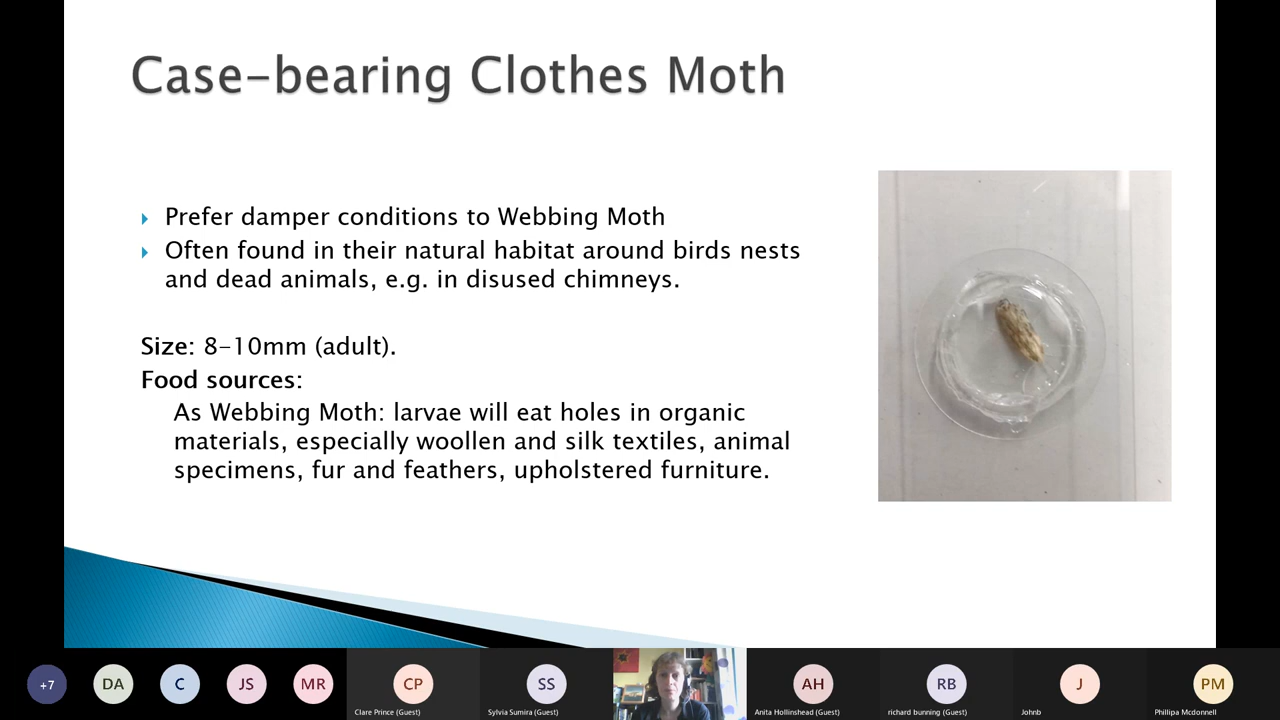 Case-bearing Clothes Moth
Prefer damper conditions to Webbing Moth
Often found in their natural habitat around birds nests
and dead animals, e.g. in disused chimneys.
Size: 8-10mm (adult).
Food sources:
As Webbing Moth: larvae will eat holes in organic
materials, especially woollen and silk textiles, animal
specimens, fur and feathers, upholstered furniture.
+7
DA
C
JS
MR
CP
SS
AH
RB
J
PM
Clare Prince (Guest)
Sylvia Sumira (Guest)
Anita Hollinshead (Guest)
richard bunning (Guest)
Johnb
Phillipa Mcdonnell